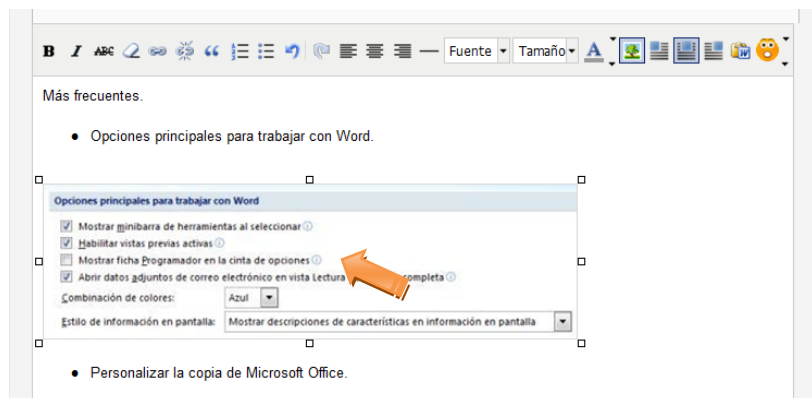 B I ABC Fuente Tamaño A
Más frecuentes.
● Opciones principales para trabajar con Word.
Opciones principales para trabajar con Word
Mostrar minibarra de herramientas al seleccionar
Habilitar vistas previas activas
Mostrar ficha Programador en la cinta de opciones
Abrir datos adjuntos de correo electrónico en vista Lectura completa
Combinación de colores: Azul
Estilo de información en pantalla: Mostrar descripciones de características en información en pantalla
● Personalizar la copia de Microsoft Office.